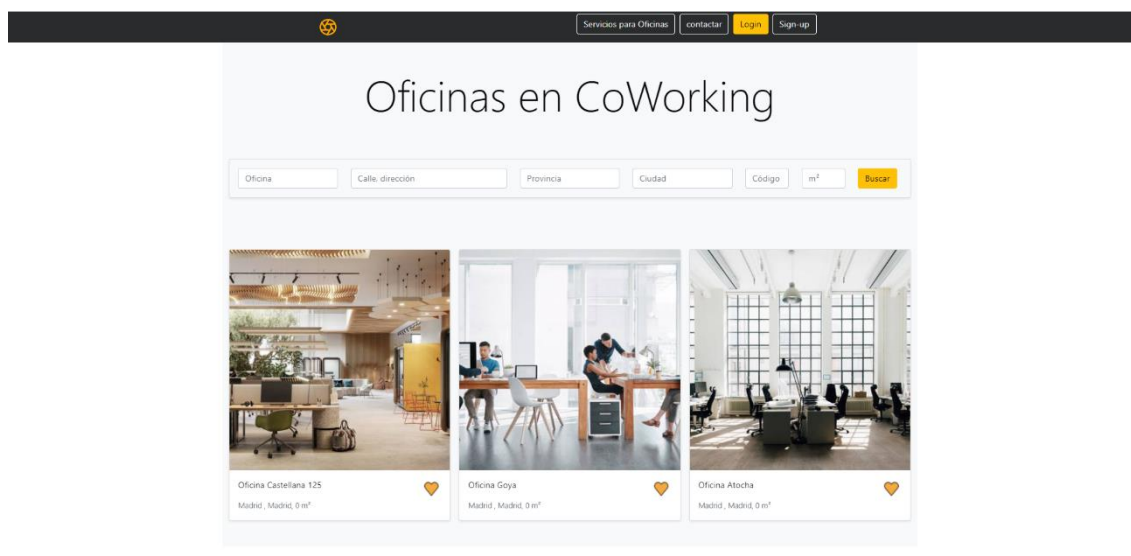 Servicios para Oficinas contactar Login Sign-up
Oficinas en CoWorking
Oficina Calle, dirección Provincia Ciudad Código m² Buscar
Oficina Castellana 125
Madrid , Madrid, 0 m²
Oficina Goya
Madrid , Madrid, 0 m²
Oficina Atocha
Madrid , Madrid, 0 m²